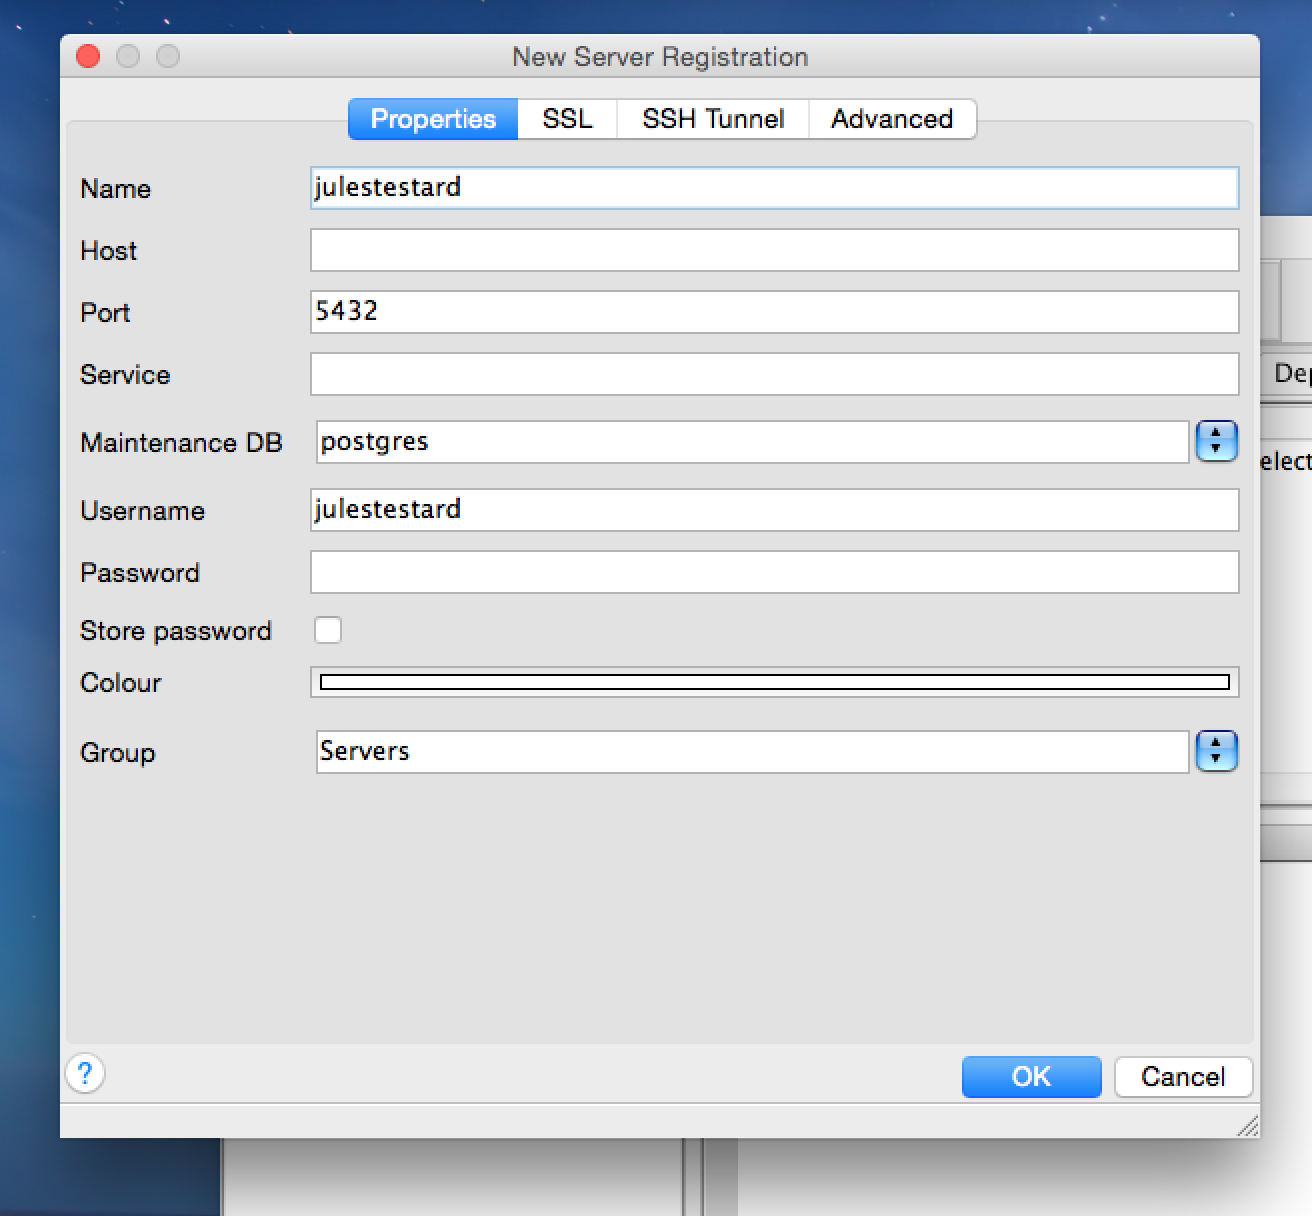 New Server Registration
Properties SSL SSH Tunnel Advanced
Name julestestard
Host
Port 5432
Service
Dep
Maintenance DB postgres
elect
Username julestestard
Password
Store password
Colour
Group Servers
? OK Cancel